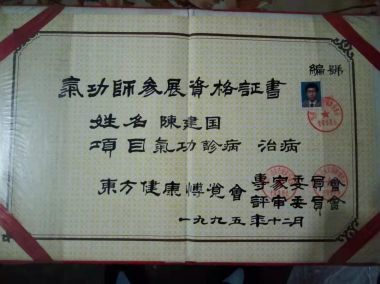 編號
氣功師參展資格証書
姓名 陳建国
項目氣功診病 治病
東方健康博覽會 專家委員會
評審委員會
一九九五年十二月